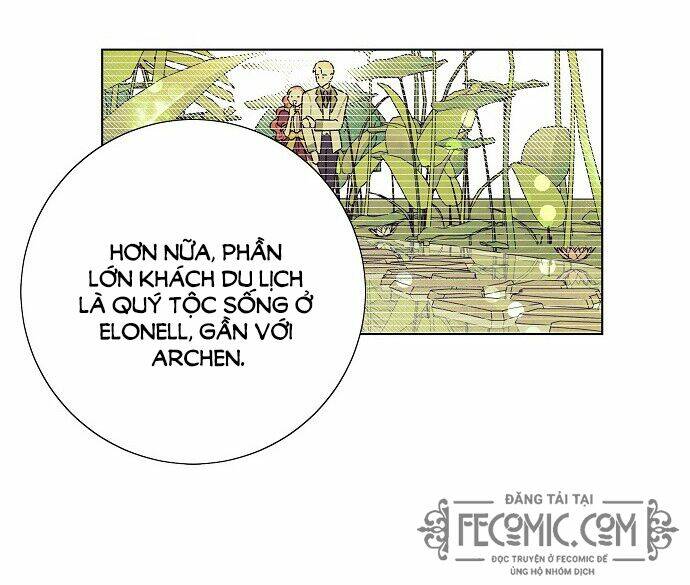 HƠN NỮA, PHẦN
LỚN KHÁCH DU LỊCH
LÀ QUÝ TỘC SỐNG Ở
ELONELL, GẦN VỚI
ARCHEN.
ĐĂNG TẢI TẠI
FECOMIC.COM
ĐỌC TRUYỆN Ở FECOMIC ĐỂ
ỦNG HỘ NHÓM DỊCH